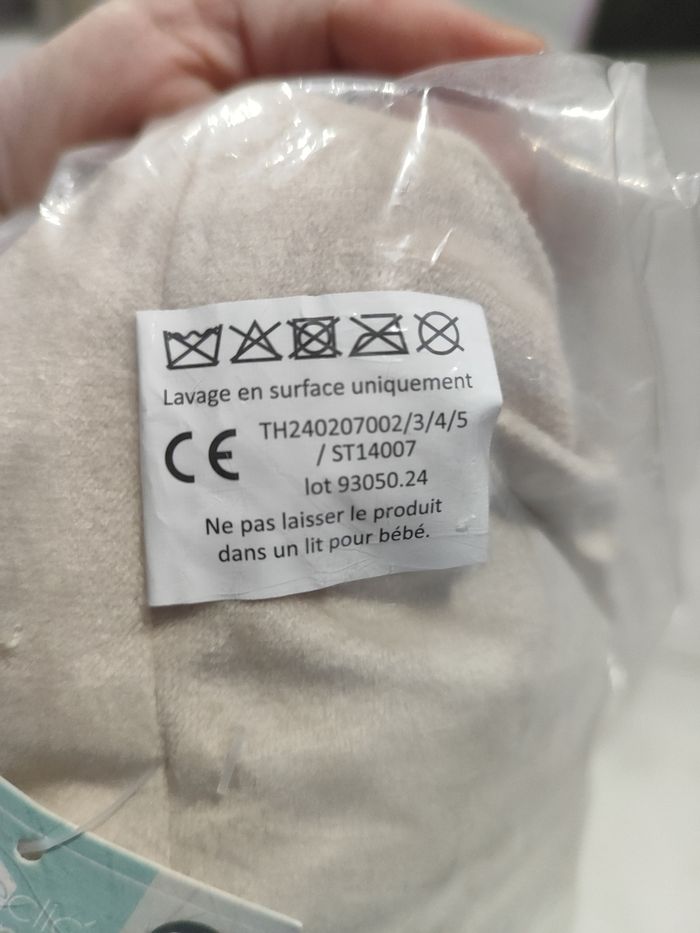 Lavage en surface uniquement
CE
TH240207002/3/4/5
/ ST14007
lot 93050.24
Ne pas laisser le produit
dans un lit pour bébé.